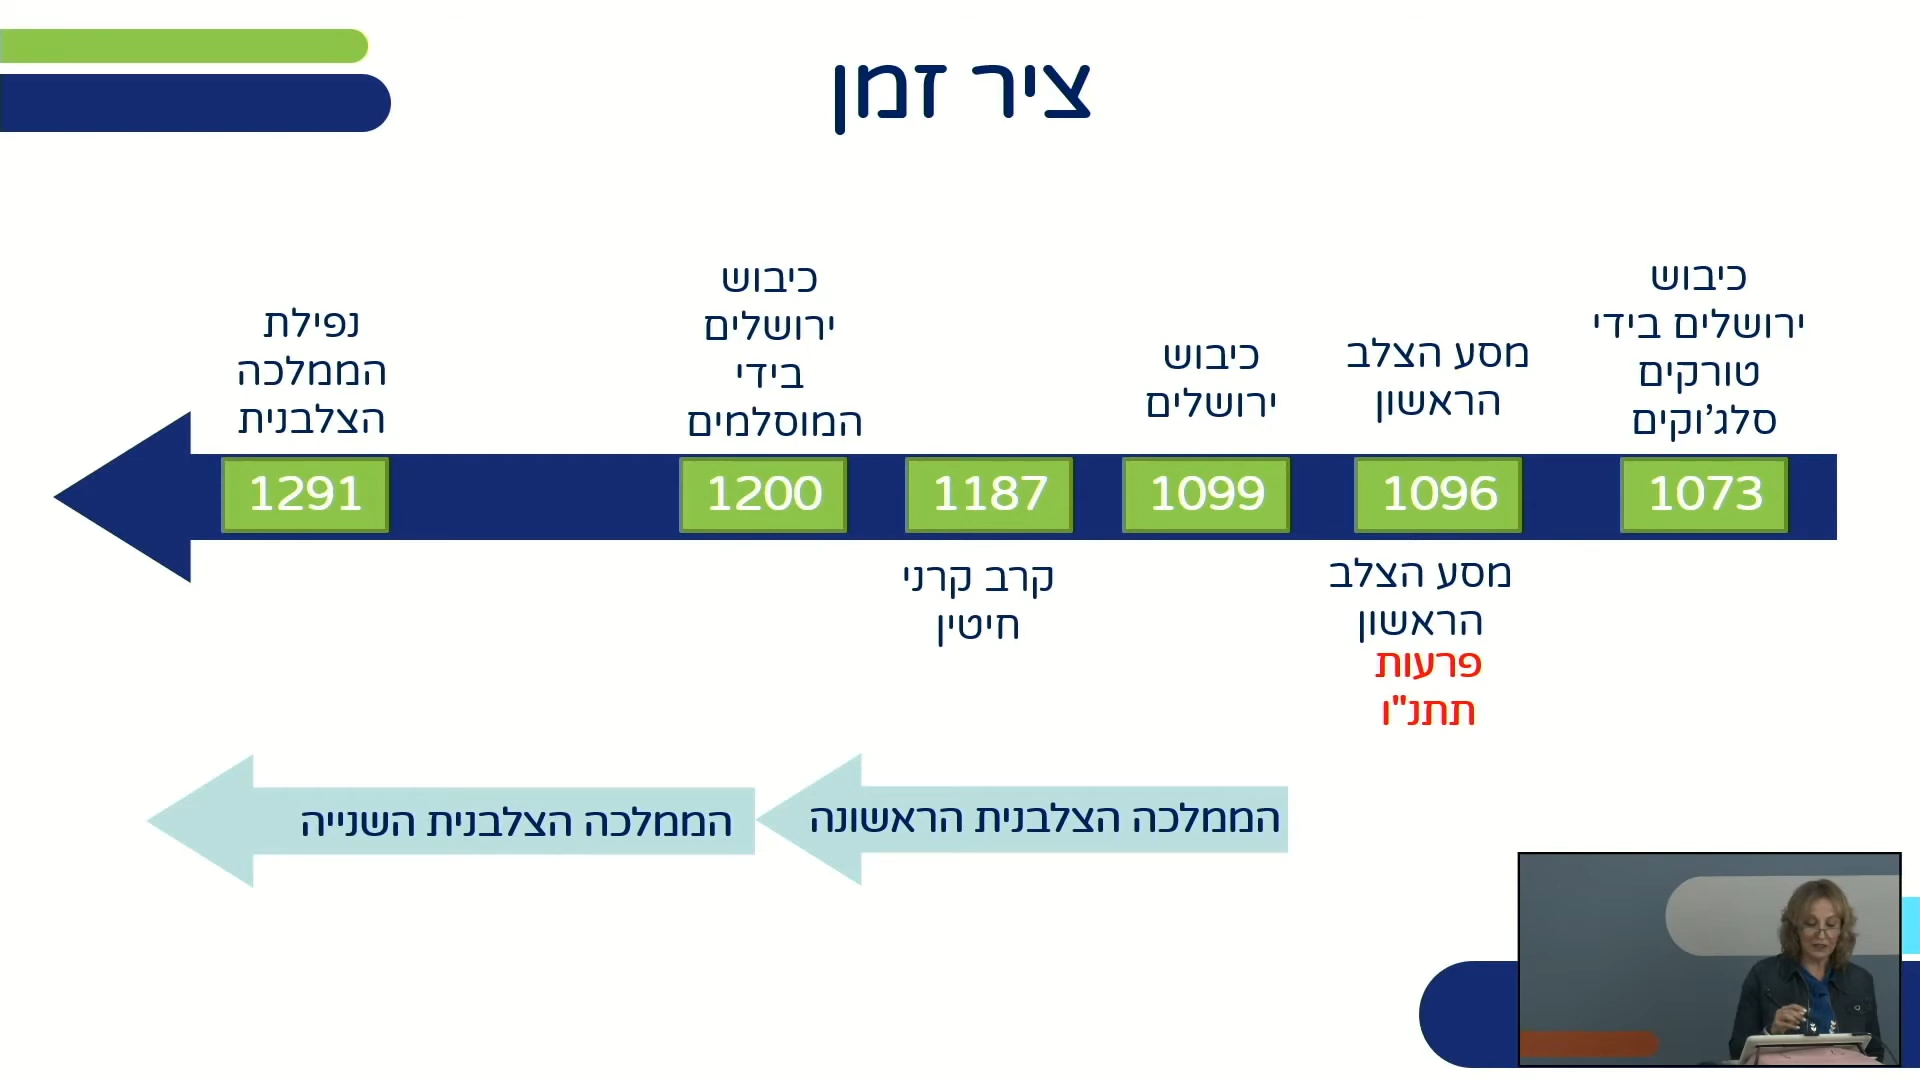 ציר זמן
כיבוש
ירושלים בידי
טורקים
סלג'וקים
מסע הצלב
הראשון
כיבוש
ירושלים
כיבוש
ירושלים
בידי
המוסלמים
נפילת
הממלכה
הצלבנית
1073
1096
1099
1187
1200
1291
מסע הצלב
הראשון
פרעות
תתנ"ו
קרב קרני
חיטין
הממלכה הצלבנית הראשונה
הממלכה הצלבנית השנייה